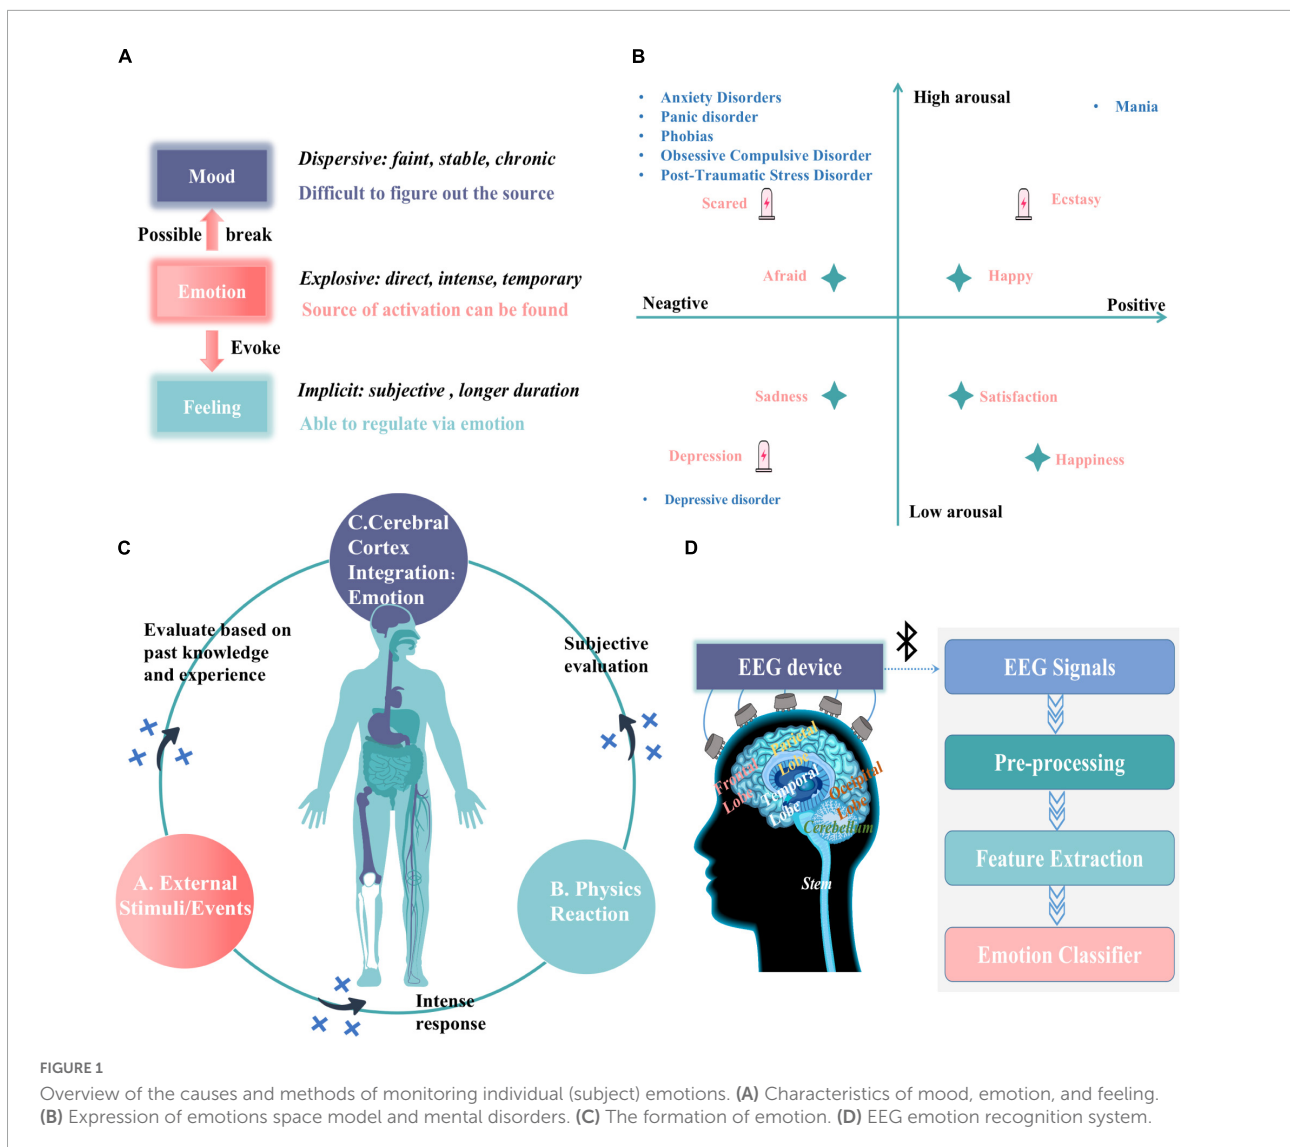 A
Mood
Dispersive: faint, stable, chronic
Difficult to figure out the source
Possible break
Emotion
Explosive: direct, intense, temporary
Source of activation can be found
Evoke
Feeling
Implicit: subjective , longer duration
Able to regulate via emotion
B
• Anxiety Disorders
• Panic disorder
• Phobias
• Obsessive Compulsive Disorder
• Post-Traumatic Stress Disorder
High arousal
• Mania
Scared
Ecstasy
Afraid
Happy
Neagtive
Positive
Sadness
Satisfaction
Depression
Happiness
• Depressive disorder
Low arousal
C
C.Cerebral
Cortex
Integration:
Emotion
Evaluate based on
past knowledge
and experience
Subjective
evaluation
A. External
Stimuli/Events
B. Physics
Reaction
Intense
response
D
EEG device
Frontal
Lobe
Parietal
Lobe
Temporal
Lobe
Occipital
Lobe
Cerebellum
Stem
EEG Signals
Pre-processing
Feature Extraction
Emotion Classifier
FIGURE 1
Overview of the causes and methods of monitoring individual (subject) emotions. (A) Characteristics of mood, emotion, and feeling.
(B) Expression of emotions space model and mental disorders. (C) The formation of emotion. (D) EEG emotion recognition system.